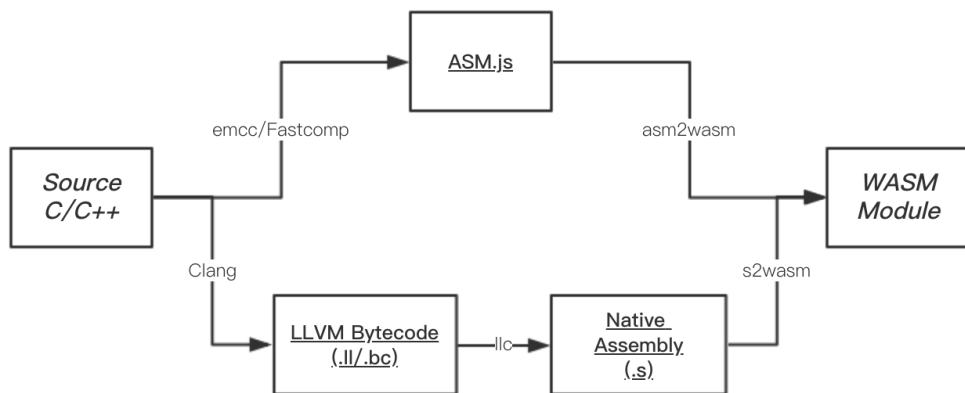 ASM.js
emcc/Fastcomp
asm2wasm
Source
C/C++
WASM
Module
Clang
s2wasm
LLVM Bytecode
(.ll/.bc)
llc
Native
Assembly
(.s)